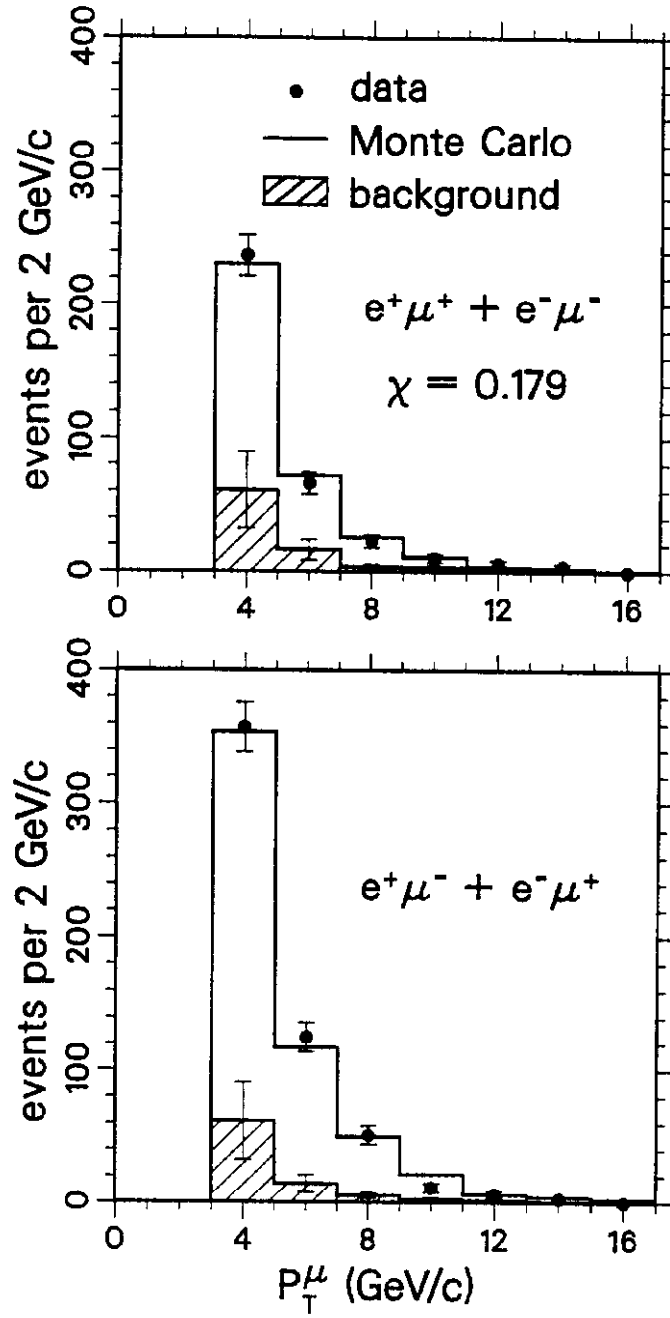 400
300
200
100
0
events per 2 GeV/c
data
Monte Carlo
background
e⁺μ⁺ + e⁻μ⁻
χ = 0.179
0 4 8 12 16
400
300
200
100
0
events per 2 GeV/c
e⁺μ⁻ + e⁻μ⁺
0 4 8 12 16
P_T^μ (GeV/c)